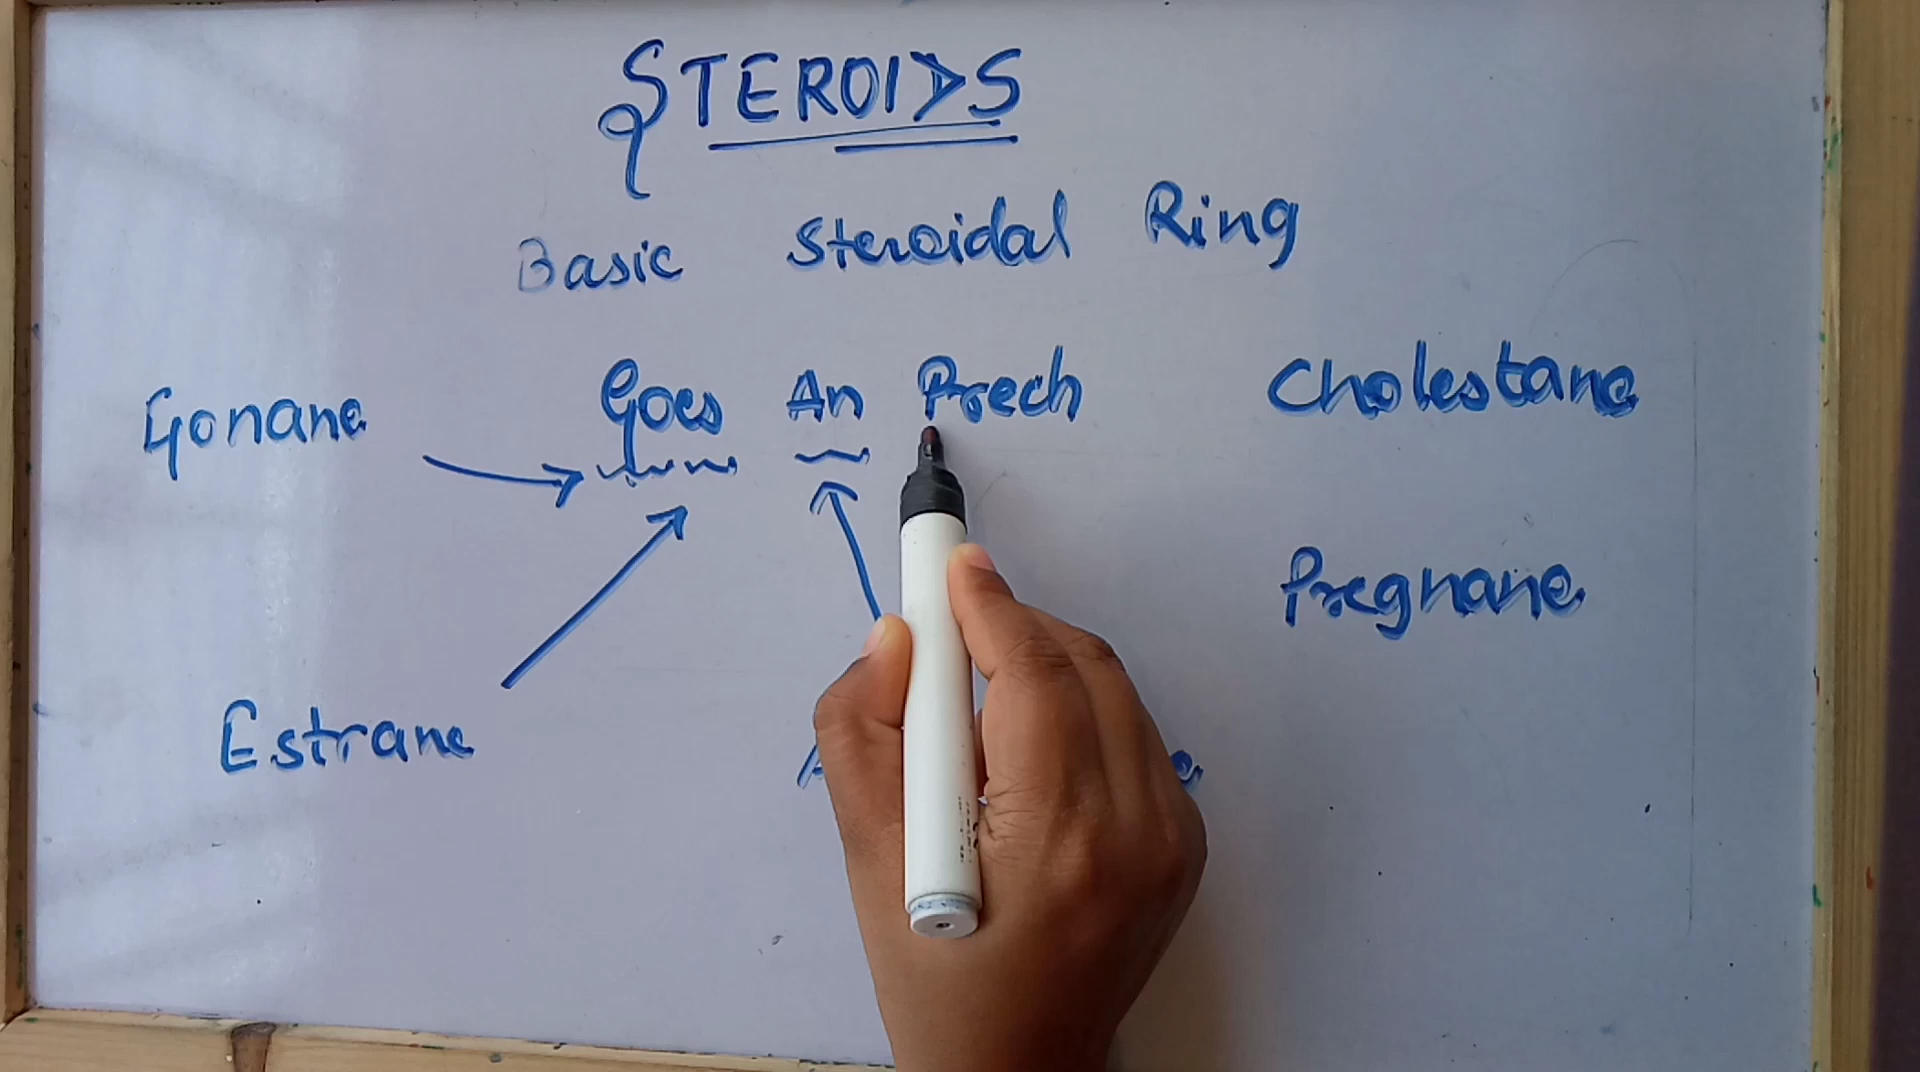 STEROIDS
Basic Steroidal Ring
Gonane Goes An Prech Cholestane
Pregnane
Estrane